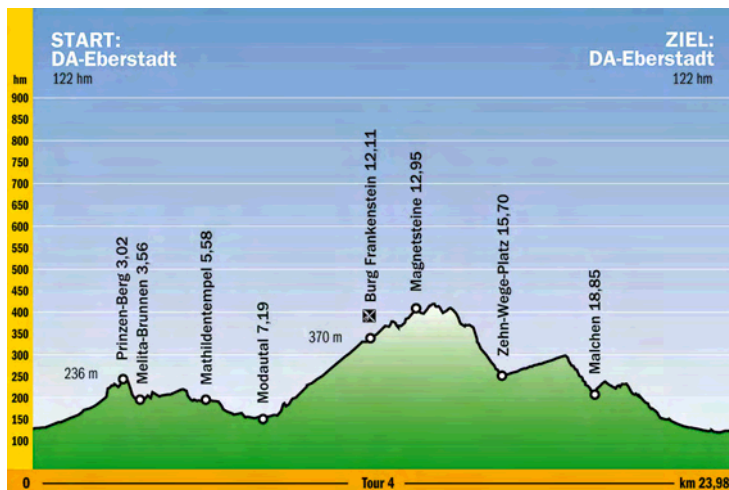 START:
DA-Eberstadt
122 hm
ZIEL:
DA-Eberstadt
122 hm
hm
900
850
800
750
700
650
600
550
500
450
400
350
300
250
200
150
100
236 m
Prinzen-Berg 3,02
Melita-Brunnen 3,56
Mathildentempel 5,58
Modautal 7,19
370 m
Burg Frankenstein 12,11
Magnetsteine 12,95
Zehn-Wege-Platz 15,70
Malchen 18,85
0
Tour 4
km 23,98